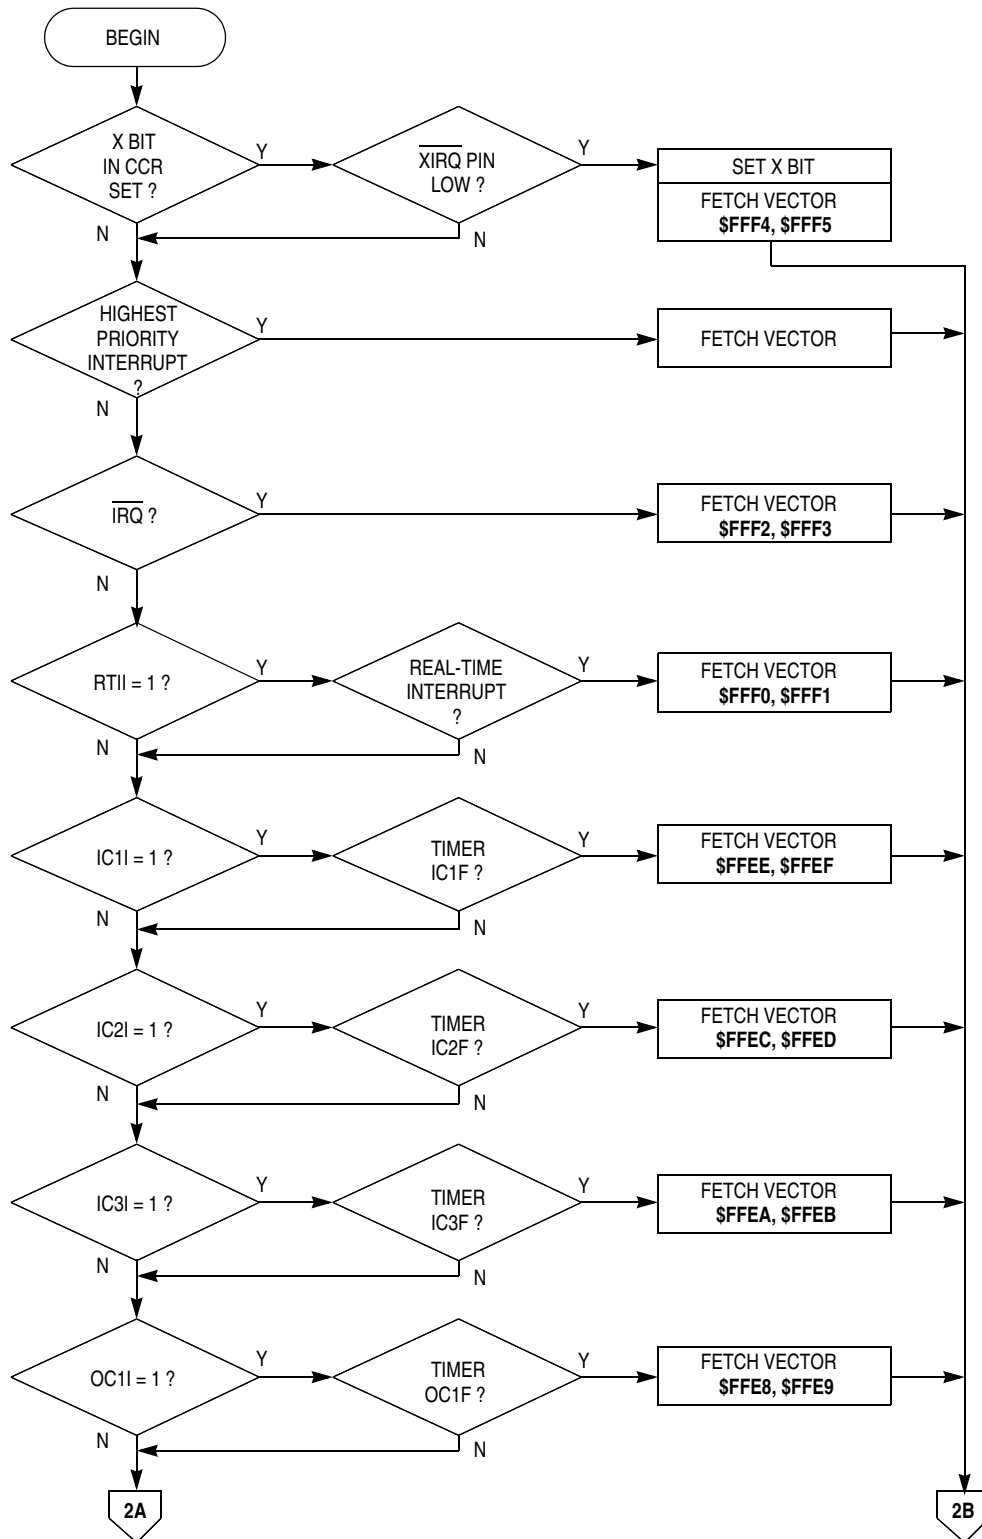 BEGIN
X BIT
IN CCR
SET ?
Y
XIRQ PIN
LOW ?
Y
SET X BIT
FETCH VECTOR
$FFF4, $FFF5
N
N
HIGHEST
PRIORITY
INTERRUPT
?
Y
FETCH VECTOR
N
IRQ ?
Y
FETCH VECTOR
$FFF2, $FFF3
N
RTII = 1 ?
Y
REAL-TIME
INTERRUPT
?
Y
FETCH VECTOR
$FFF0, $FFF1
N
N
IC1I = 1 ?
Y
TIMER
IC1F ?
Y
FETCH VECTOR
$FFEE, $FFEF
N
N
IC2I = 1 ?
Y
TIMER
IC2F ?
Y
FETCH VECTOR
$FFEC, $FFED
N
N
IC3I = 1 ?
Y
TIMER
IC3F ?
Y
FETCH VECTOR
$FFEA, $FFEB
N
N
OC1I = 1 ?
Y
TIMER
OC1F ?
Y
FETCH VECTOR
$FFE8, $FFE9
N
N
2A
2B